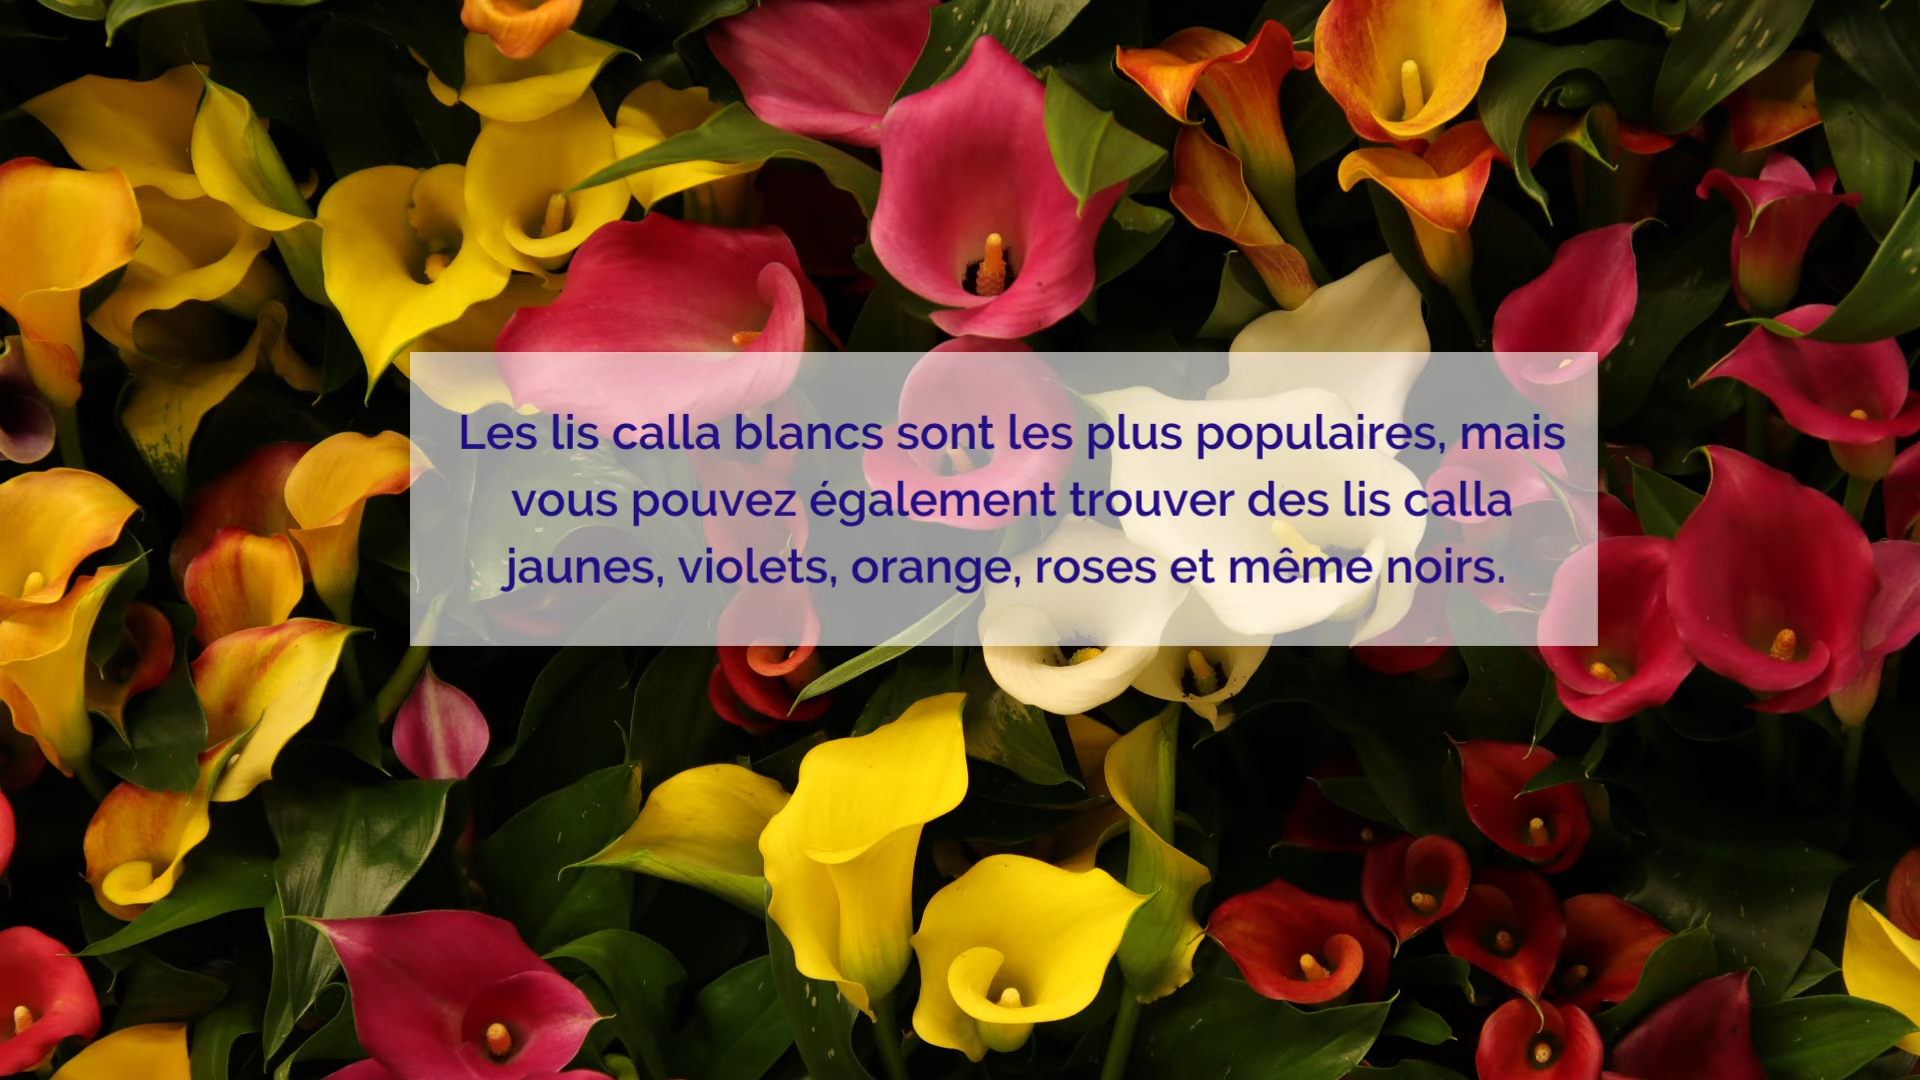 Les lis calla blancs sont les plus populaires, mais
vous pouvez également trouver des lis calla
jaunes, violets, orange, roses et même noirs.